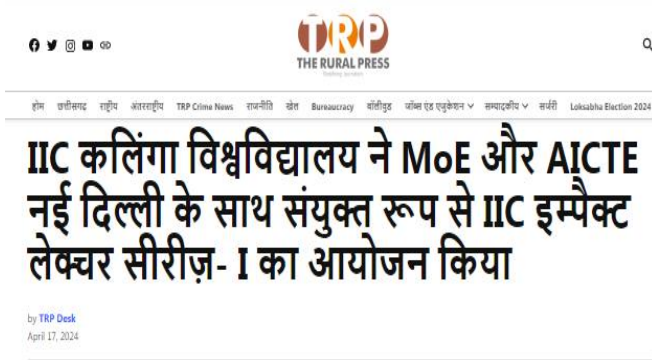 TRP
THE RURAL PRESS
होम छत्तीसगढ़ राष्ट्रीय अंतरराष्ट्रीय TRP Crime News राजनीति खेल Bureaucracy बॉलीवुड जॉब्स एंड एजुकेशन सम्पादकीय सर्जरी Loksabha Election 2024
IIC कलिंगा विश्वविद्यालय ने MoE और AICTE
नई दिल्ली के साथ संयुक्त रूप से IIC इम्पैक्ट
लेक्चर सीरीज़- I का आयोजन किया
by TRP Desk
April 17, 2024